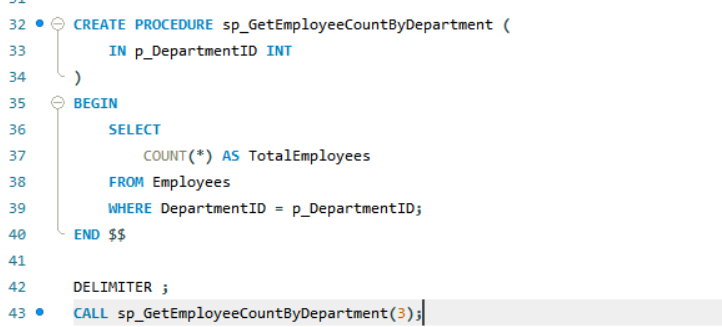 32 CREATE PROCEDURE sp_GetEmployeeCountByDepartment (
33 IN p_DepartmentID INT
34 )
35 BEGIN
36 SELECT
37 COUNT(*) AS TotalEmployees
38 FROM Employees
39 WHERE DepartmentID = p_DepartmentID;
40 END $$
41
42 DELIMITER ;
43 CALL sp_GetEmployeeCountByDepartment(3);